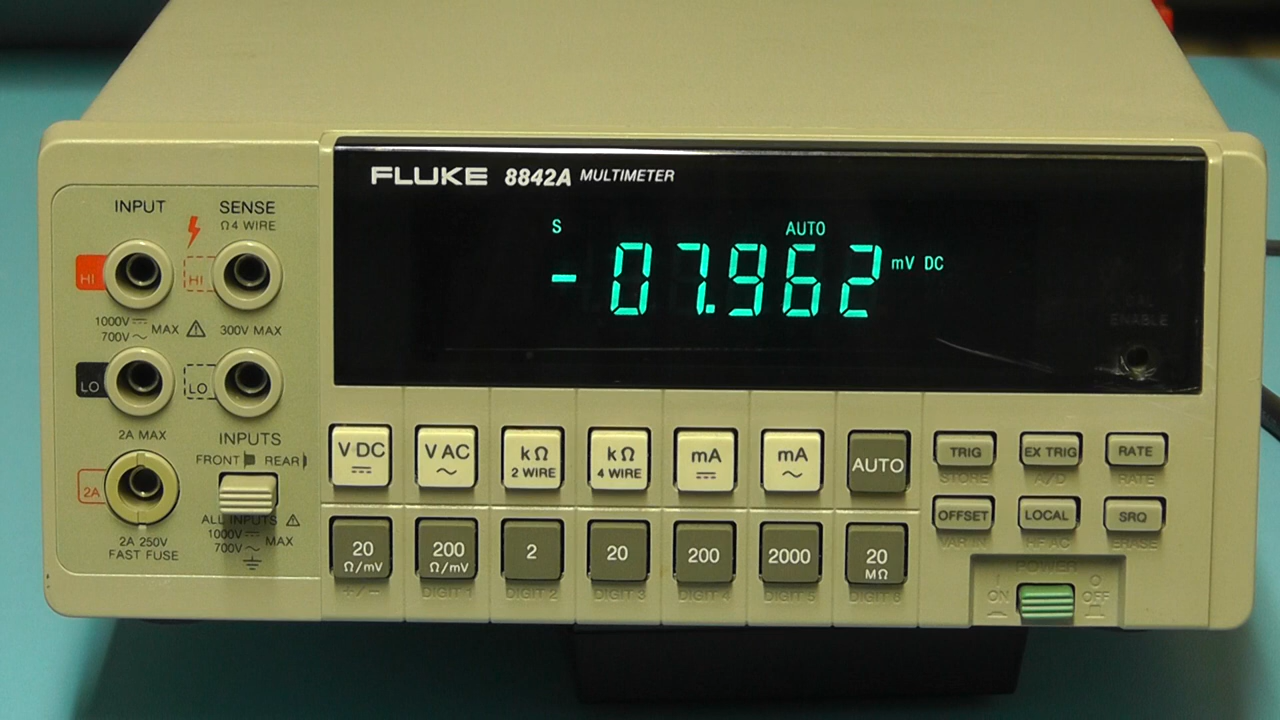 FLUKE 8842A MULTIMETER
S AUTO
-07.962 mV DC
CAL
ENABLE
INPUT SENSE
Ω 4 WIRE
HI HI
1000V ⎓ MAX ⚠ 300V MAX
700V ~
LO LO
2A MAX
INPUTS
FRONT REAR
2A
ALL INPUTS ⚠
1000V ⎓ MAX
700V ~
2A 250V
FAST FUSE
V DC V AC kΩ 2 WIRE kΩ 4 WIRE mA ⎓ mA ~ AUTO
TRIG EX TRIG RATE
STORE A/D RATE
20 Ω/mV 200 Ω/mV 2 20 200 2000 20 MΩ
+/− DIGIT 1 DIGIT 2 DIGIT 3 DIGIT 4 DIGIT 5 DIGIT 6
OFFSET LOCAL SRQ
VAR IN HF AC ERASE
POWER
I O
ON OFF